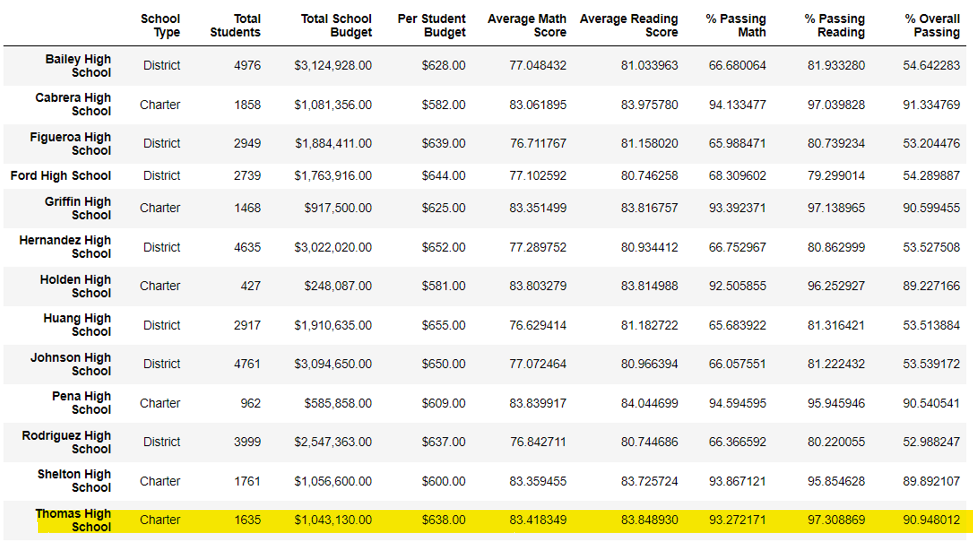 School Type Total Students Total School Budget Per Student Budget Average Math Score Average Reading Score % Passing Math % Passing Reading % Overall Passing
Bailey High School District 4976 $3,124,928.00 $628.00 77.048432 81.033963 66.680064 81.933280 54.642283
Cabrera High School Charter 1858 $1,081,356.00 $582.00 83.061895 83.975780 94.133477 97.039828 91.334769
Figueroa High School District 2949 $1,884,411.00 $639.00 76.711767 81.158020 65.988471 80.739234 53.204476
Ford High School District 2739 $1,763,916.00 $644.00 77.102592 80.746258 68.309602 79.299014 54.289887
Griffin High School Charter 1468 $917,500.00 $625.00 83.351499 83.816757 93.392371 97.138965 90.599455
Hernandez High School District 4635 $3,022,020.00 $652.00 77.289752 80.934412 66.752967 80.862999 53.527508
Holden High School Charter 427 $248,087.00 $581.00 83.803279 83.814988 92.505855 96.252927 89.227166
Huang High School District 2917 $1,910,635.00 $655.00 76.629414 81.182722 65.683922 81.316421 53.513884
Johnson High School District 4761 $3,094,650.00 $650.00 77.072464 80.966394 66.057551 81.222432 53.539172
Pena High School Charter 962 $585,858.00 $609.00 83.839917 84.044699 94.594595 95.945946 90.540541
Rodriguez High School District 3999 $2,547,363.00 $637.00 76.842711 80.744686 66.366592 80.220055 52.988247
Shelton High School Charter 1761 $1,056,600.00 $600.00 83.359455 83.725724 93.867121 95.854628 89.892107
Thomas High School Charter 1635 $1,043,130.00 $638.00 83.418349 83.848930 93.272171 97.308869 90.948012